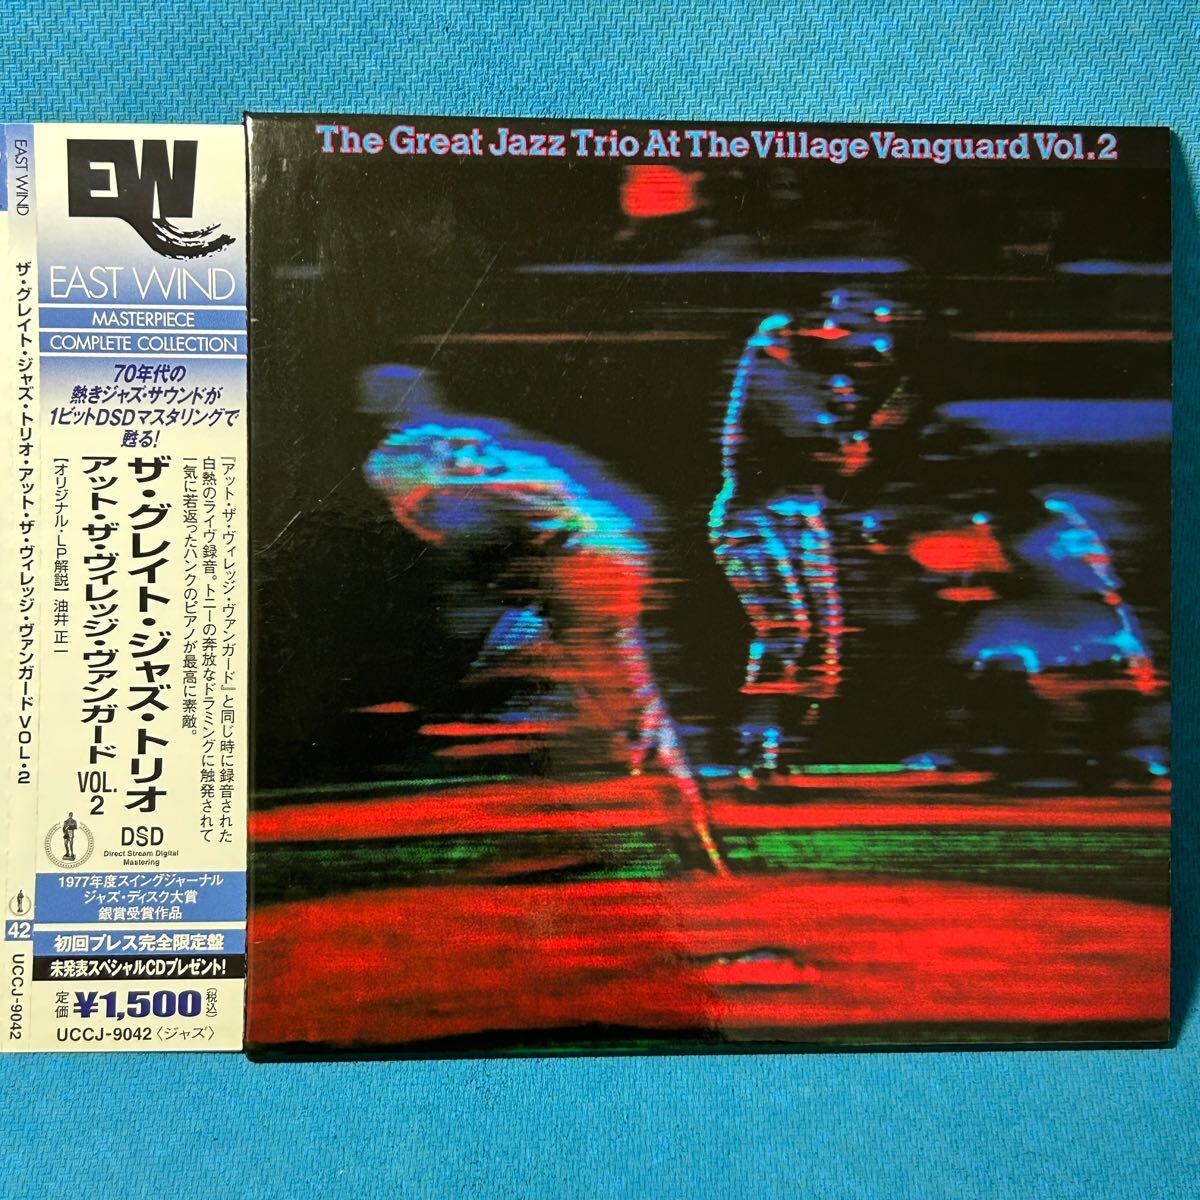 EAST WIND
ザ・グレイト・ジャズ・トリオ・アット・ザ・ヴィレッジ・ヴァンガード VOL・2
42
UCCJ-9042
EW
EAST WIND
MASTERPIECE
COMPLETE COLLECTION
70年代の
熱きジャズ・サウンドが
1ビットDSDマスタリングで
甦る!
『アット・ザ・ヴィレッジ・ヴァンガード』と同じ時に録音された
白熱のライヴ録音。トニーの奔放なドラミングに触発されて
一気に若返ったハンクのピアノが最高に素敵。
ザ・グレイト・ジャズ・トリオ
アット・ザ・ヴィレッジ・ヴァンガード VOL.2
【オリジナル・LP解説】油井 正一
DSD
Direct Stream Digital
Mastering
1977年度スイングジャーナル
ジャズ・ディスク大賞
銀賞受賞作品
初回プレス完全限定盤
未発表スペシャルCDプレゼント!
定価 ¥1,500 (税込)
UCCJ-9042〈ジャズ〉
The Great Jazz Trio At The Village Vanguard Vol.2